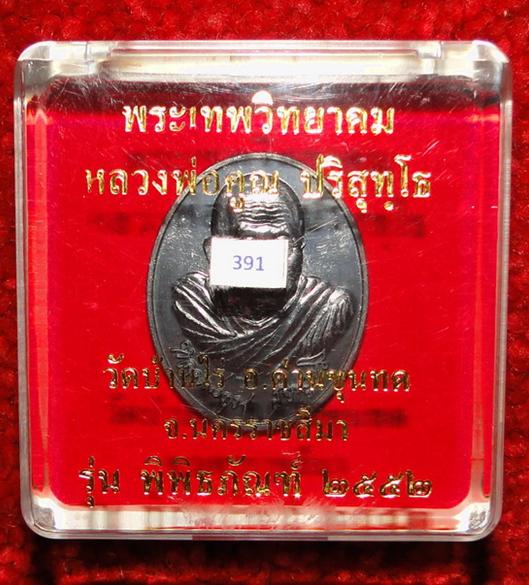 พระเทพวิทยาคม
หลวงพ่อคูณ ปริสุทฺโธ
391
วัดบ้านไร่ อ.ด่านขุนทด
จ.นครราชสีมา
รุ่น พิพิธภัณฑ์ ๒๕๕๒